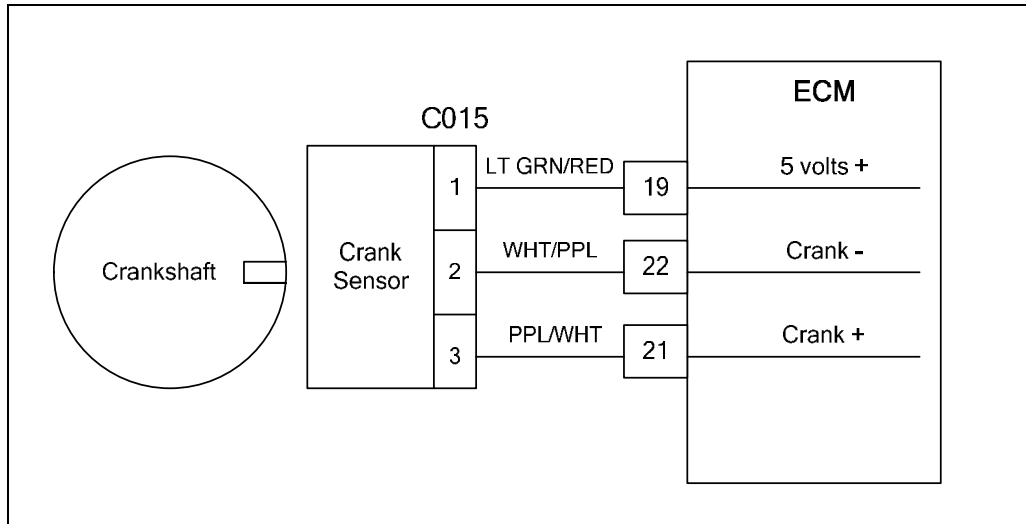 ECM
C015
LT GRN/RED
5 volts +
1
19
Crankshaft
Crank
Sensor
WHT/PPL
Crank -
2
22
PPL/WHT
Crank +
3
21